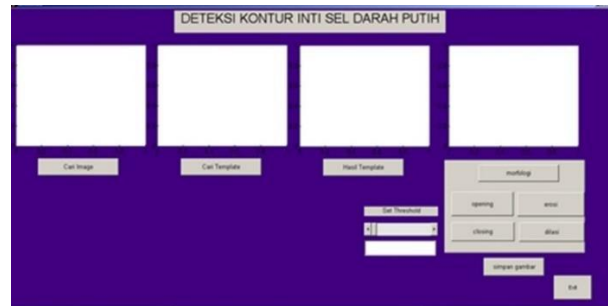 DETEKSI KONTUR INTI SEL DARAH PUTIH
Cari Image
Cari Template
Hasil Template
morfologi
opening
erosi
closing
dilasi
Set Threshold
simpan gambar
Exit